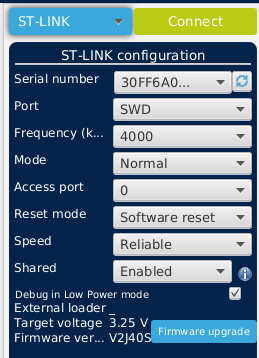 ST-LINK Connect
ST-LINK configuration
Serial number 30FF6A0...
Port SWD
Frequency (k... 4000
Mode Normal
Access port 0
Reset mode Software reset
Speed Reliable
Shared Enabled
Debug in Low Power mode
External loader _
Target voltage 3.25 V
Firmware ver... V2J40S
Firmware upgrade